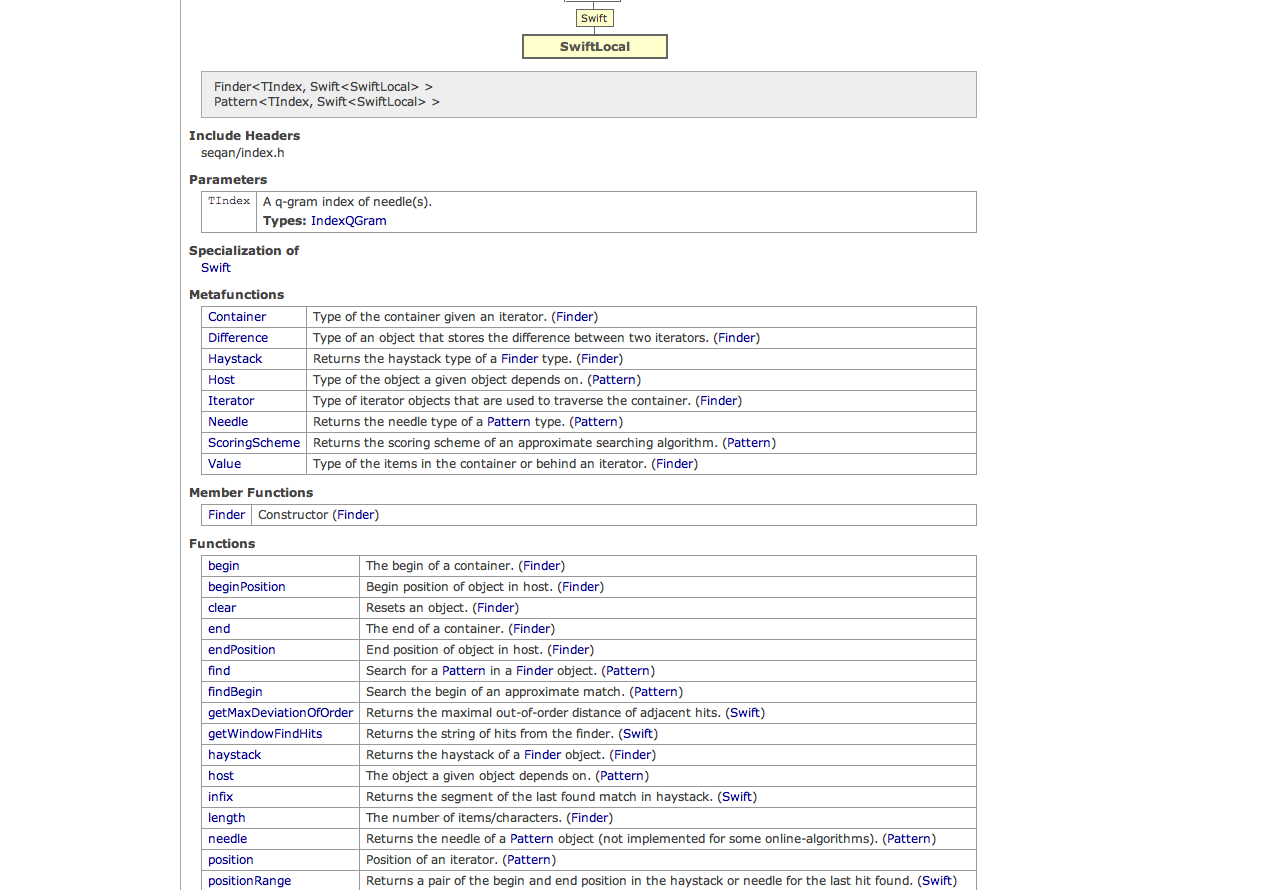 Swift
SwiftLocal
Finder<TIndex, Swift<SwiftLocal> >
Pattern<TIndex, Swift<SwiftLocal> >
Include Headers
seqan/index.h
Parameters
TIndex A q-gram index of needle(s).
Types: IndexQGram
Specialization of
Swift
Metafunctions
Container Type of the container given an iterator. (Finder)
Difference Type of an object that stores the difference between two iterators. (Finder)
Haystack Returns the haystack type of a Finder type. (Finder)
Host Type of the object a given object depends on. (Pattern)
Iterator Type of iterator objects that are used to traverse the container. (Finder)
Needle Returns the needle type of a Pattern type. (Pattern)
ScoringScheme Returns the scoring scheme of an approximate searching algorithm. (Pattern)
Value Type of the items in the container or behind an iterator. (Finder)
Member Functions
Finder Constructor (Finder)
Functions
begin The begin of a container. (Finder)
beginPosition Begin position of object in host. (Finder)
clear Resets an object. (Finder)
end The end of a container. (Finder)
endPosition End position of object in host. (Finder)
find Search for a Pattern in a Finder object. (Pattern)
findBegin Search the begin of an approximate match. (Pattern)
getMaxDeviationOfOrder Returns the maximal out-of-order distance of adjacent hits. (Swift)
getWindowFindHits Returns the string of hits from the finder. (Swift)
haystack Returns the haystack of a Finder object. (Finder)
host The object a given object depends on. (Pattern)
infix Returns the segment of the last found match in haystack. (Swift)
length The number of items/characters. (Finder)
needle Returns the needle of a Pattern object (not implemented for some online-algorithms). (Pattern)
position Position of an iterator. (Pattern)
positionRange Returns a pair of the begin and end position in the haystack or needle for the last hit found. (Swift)